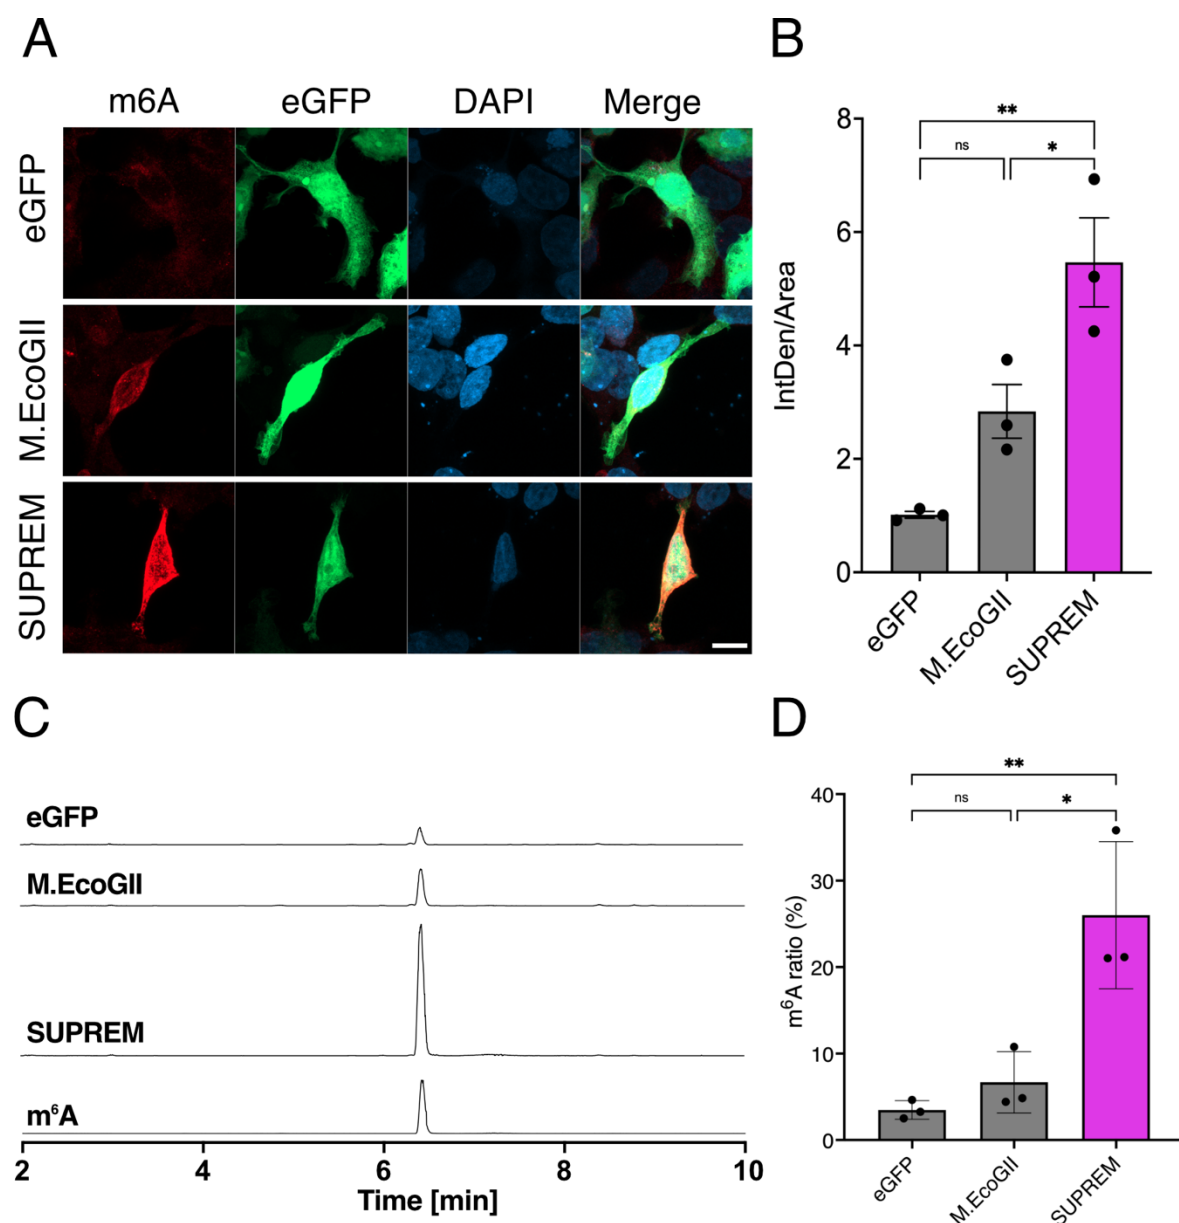 A
m6A eGFP DAPI Merge
eGFP
M.EcoGII
SUPREM
B
IntDen/Area
8
6
4
2
0
**
ns
*
eGFP
M.EcoGII
SUPREM
C
eGFP
M.EcoGII
SUPREM
m⁶A
2 4 6 8 10
Time [min]
D
m⁶A ratio (%)
40
30
20
10
0
**
ns
*
eGFP
M.EcoGII
SUPREM